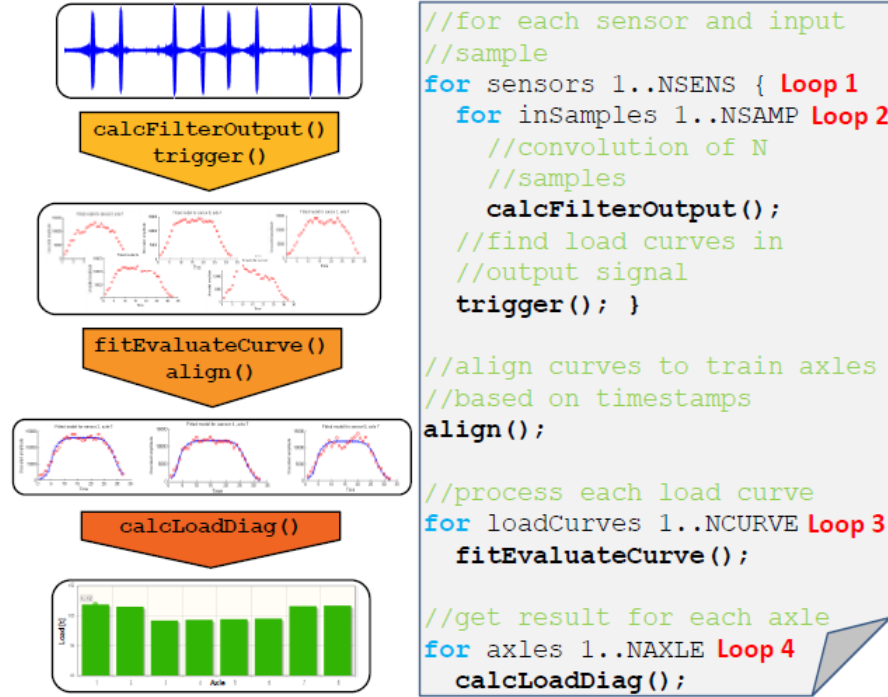 calcFilterOutput()
trigger()
fitEvaluateCurve()
align()
calcLoadDiag()
Load [t]
Axle
//for each sensor and input
//sample
for sensors 1..NSENS { Loop 1
for inSamples 1..NSAMP Loop 2
//convolution of N
//samples
calcFilterOutput();
//find load curves in
//output signal
trigger(); }
//align curves to train axles
//based on timestamps
align();
//process each load curve
for loadCurves 1..NCURVE Loop 3
fitEvaluateCurve();
//get result for each axle
for axles 1..NAXLE Loop 4
calcLoadDiag();